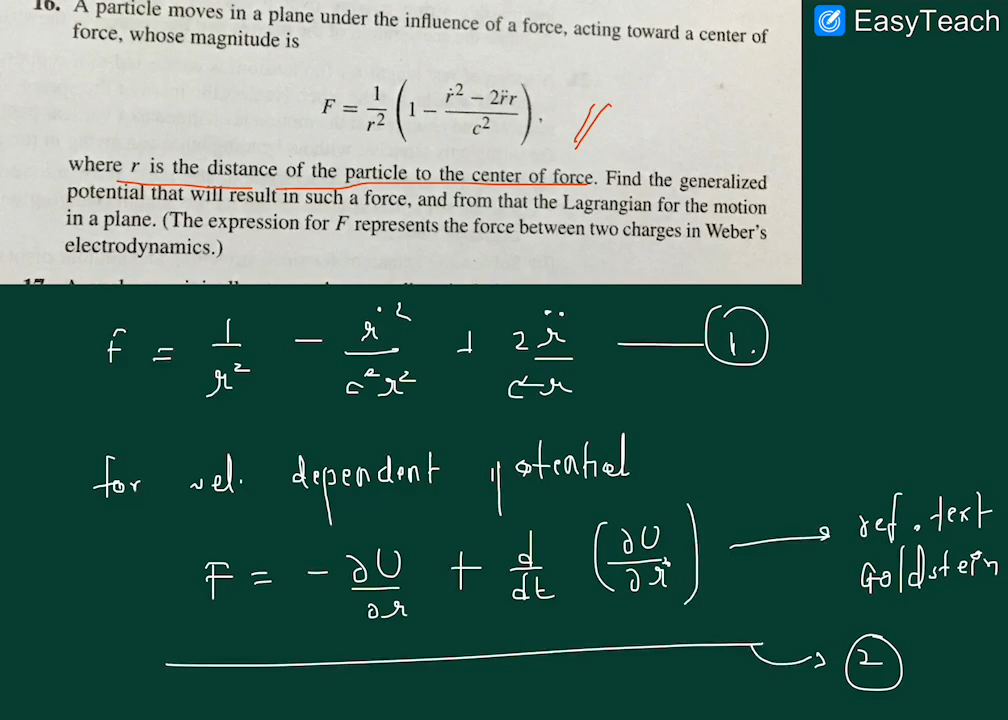 16. A particle moves in a plane under the influence of a force, acting toward a center of
force, whose magnitude is
EasyTeach
F = 1/r² (1 − (ṙ² − 2r̈r)/c²),
where r is the distance of the particle to the center of force. Find the generalized
potential that will result in such a force, and from that the Lagrangian for the motion
in a plane. (The expression for F represents the force between two charges in Weber's
electrodynamics.)
F = 1/r² − ṙ²/c²r² + 2r̈/c²r 1.
for vel. dependent potential
F = − ∂U/∂r + d/dt (∂U/∂ṙ)
ref. text
Goldstein
2